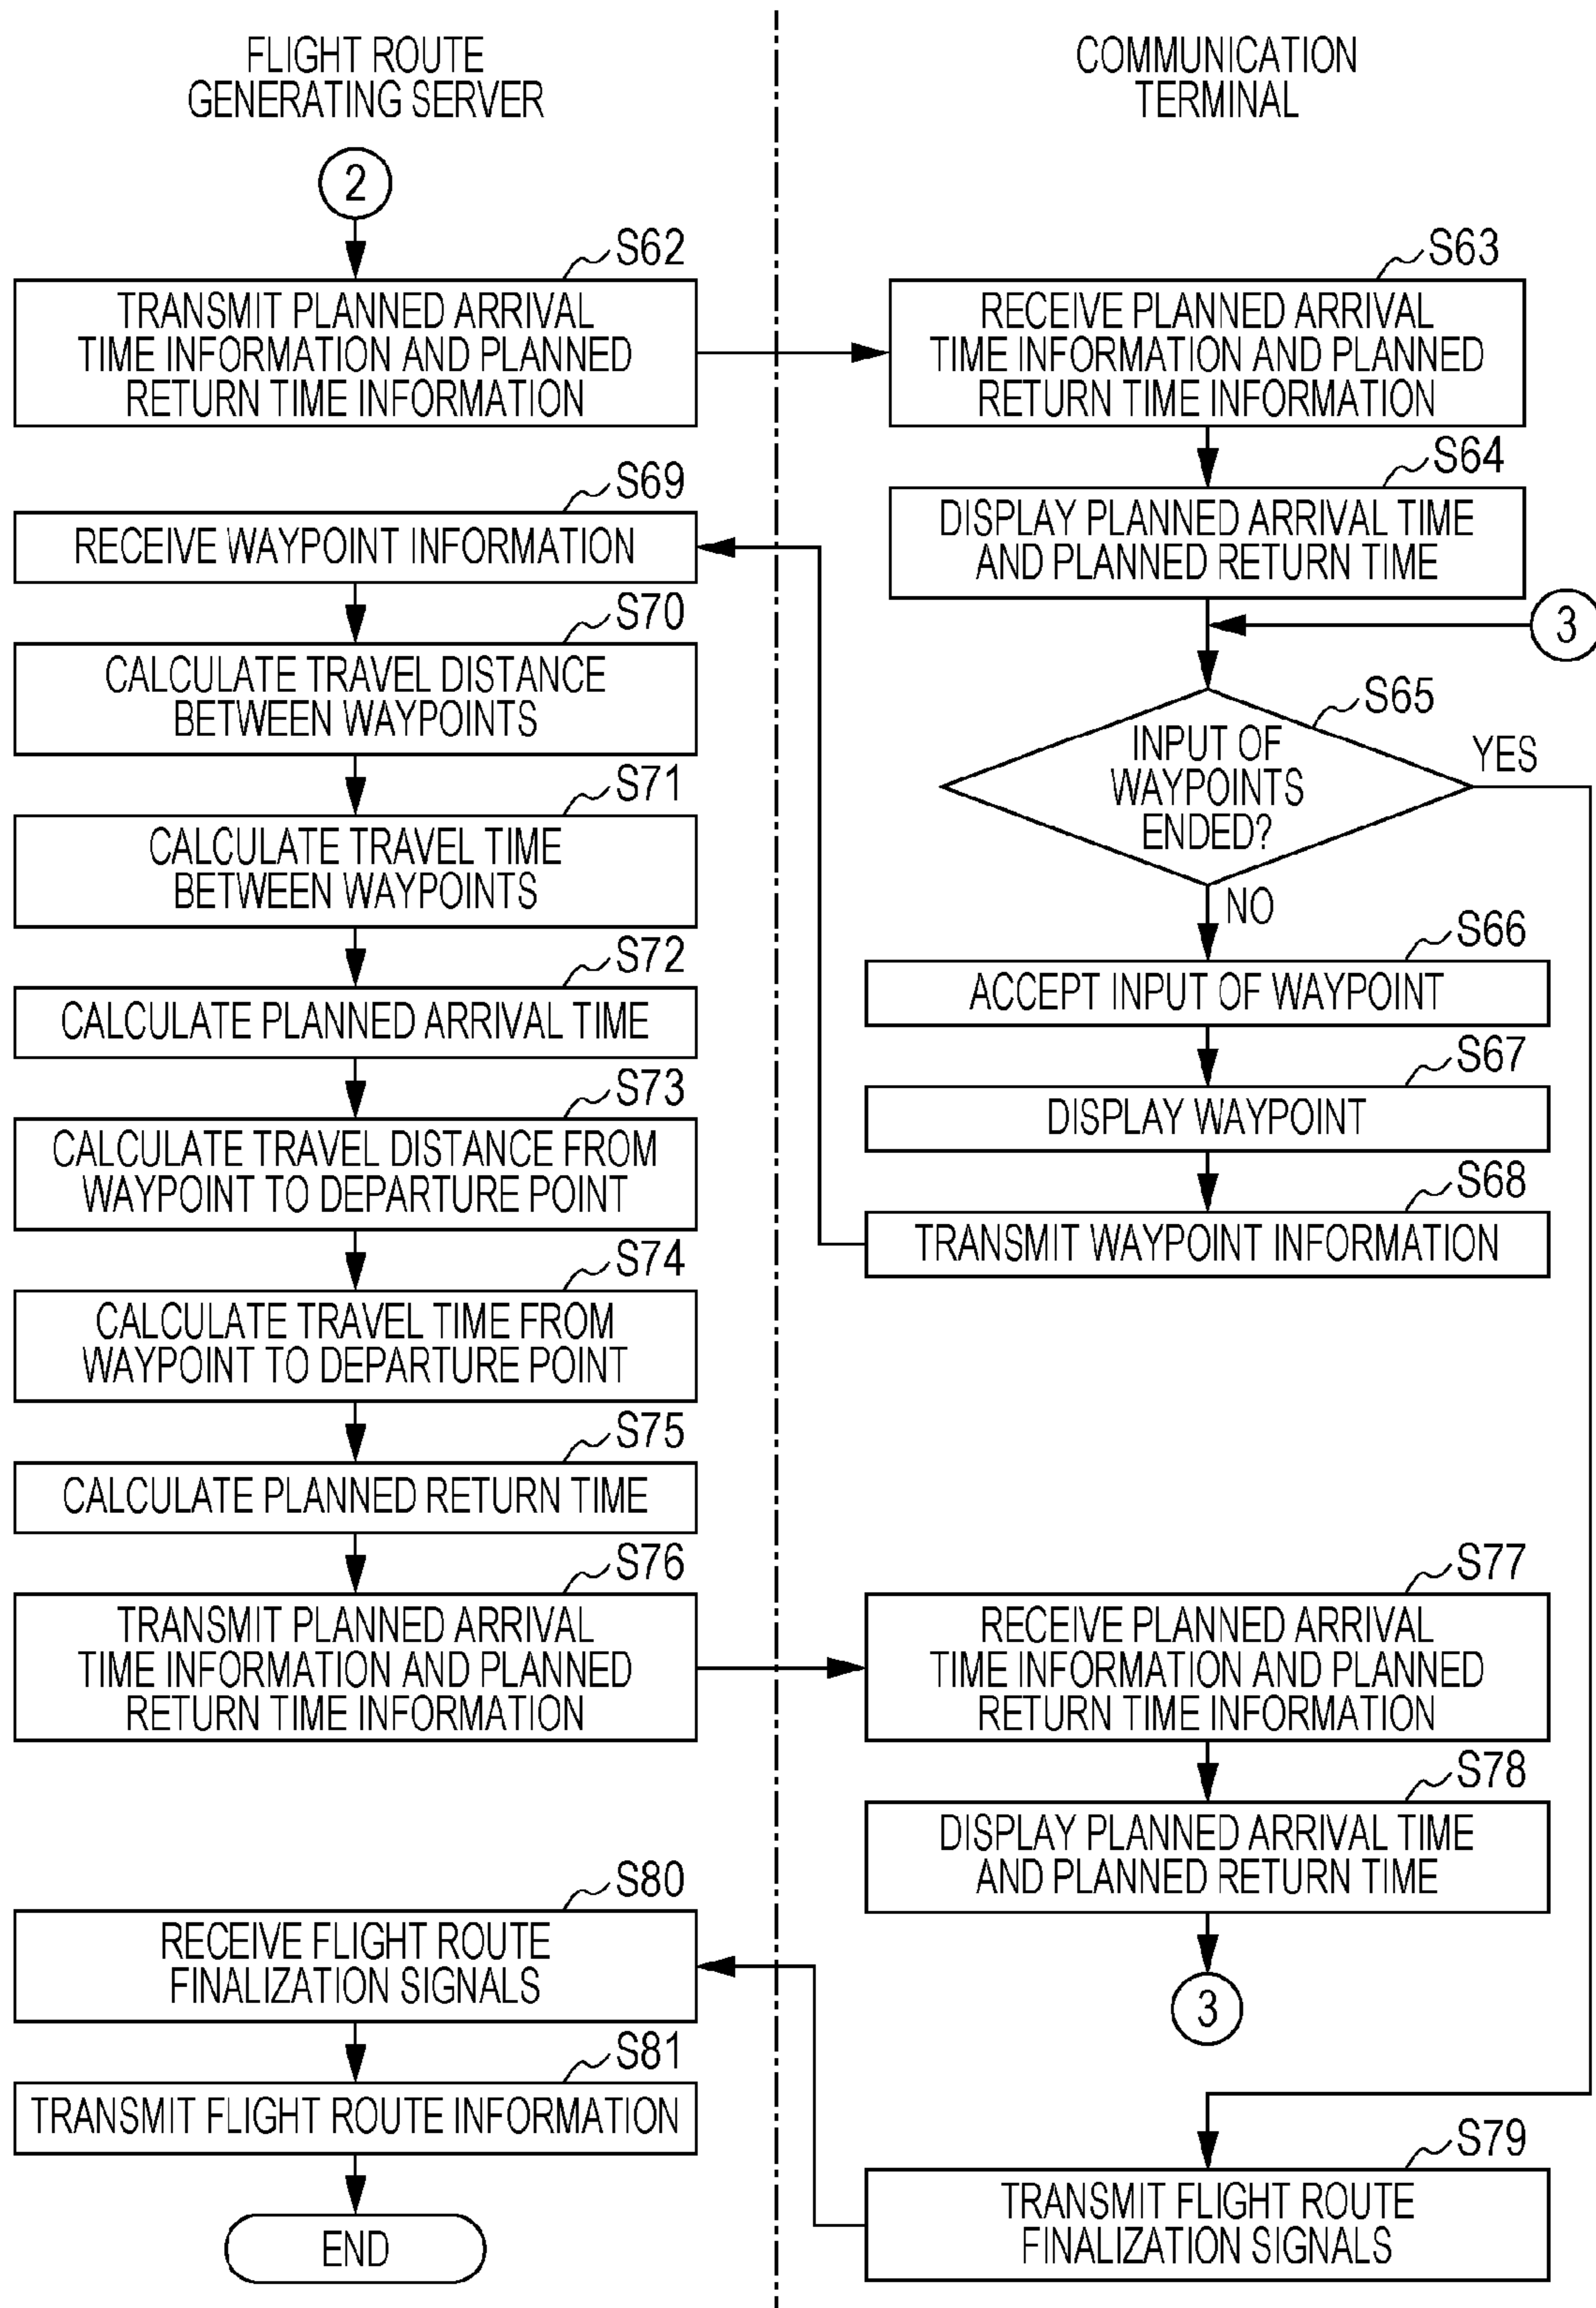 FLIGHT ROUTE
GENERATING SERVER
COMMUNICATION
TERMINAL
2
S62
TRANSMIT PLANNED ARRIVAL
TIME INFORMATION AND PLANNED
RETURN TIME INFORMATION
S63
RECEIVE PLANNED ARRIVAL
TIME INFORMATION AND PLANNED
RETURN TIME INFORMATION
S64
DISPLAY PLANNED ARRIVAL TIME
AND PLANNED RETURN TIME
3
S65
INPUT OF
WAYPOINTS
ENDED?
YES
NO
S66
ACCEPT INPUT OF WAYPOINT
S67
DISPLAY WAYPOINT
S68
TRANSMIT WAYPOINT INFORMATION
S69
RECEIVE WAYPOINT INFORMATION
S70
CALCULATE TRAVEL DISTANCE
BETWEEN WAYPOINTS
S71
CALCULATE TRAVEL TIME
BETWEEN WAYPOINTS
S72
CALCULATE PLANNED ARRIVAL TIME
S73
CALCULATE TRAVEL DISTANCE FROM
WAYPOINT TO DEPARTURE POINT
S74
CALCULATE TRAVEL TIME FROM
WAYPOINT TO DEPARTURE POINT
S75
CALCULATE PLANNED RETURN TIME
S76
TRANSMIT PLANNED ARRIVAL
TIME INFORMATION AND PLANNED
RETURN TIME INFORMATION
S77
RECEIVE PLANNED ARRIVAL
TIME INFORMATION AND PLANNED
RETURN TIME INFORMATION
S78
DISPLAY PLANNED ARRIVAL TIME
AND PLANNED RETURN TIME
3
S79
TRANSMIT FLIGHT ROUTE
FINALIZATION SIGNALS
S80
RECEIVE FLIGHT ROUTE
FINALIZATION SIGNALS
S81
TRANSMIT FLIGHT ROUTE INFORMATION
END